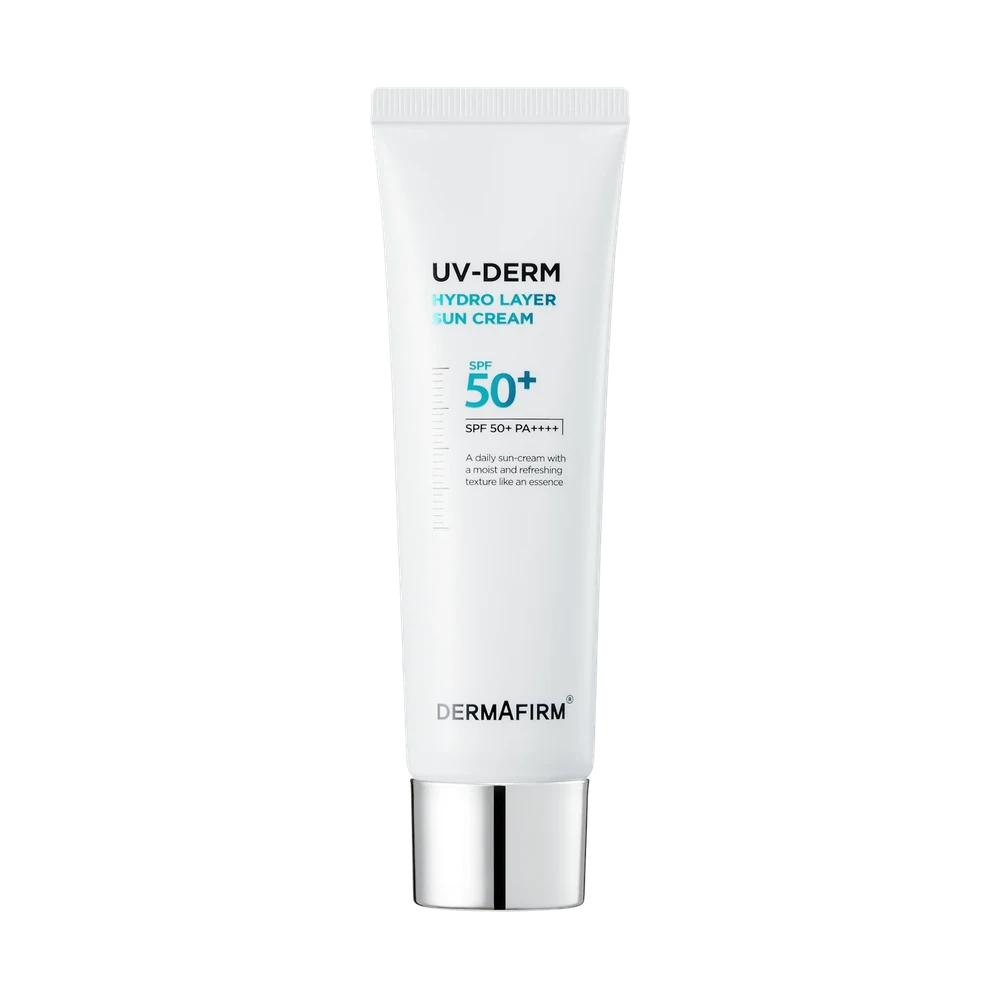 UV-DERM
HYDRO LAYER
SUN CREAM
SPF
50+
SPF 50+ PA++++
A daily sun-cream with
a moist and refreshing
texture like an essence
DERMAFIRM®